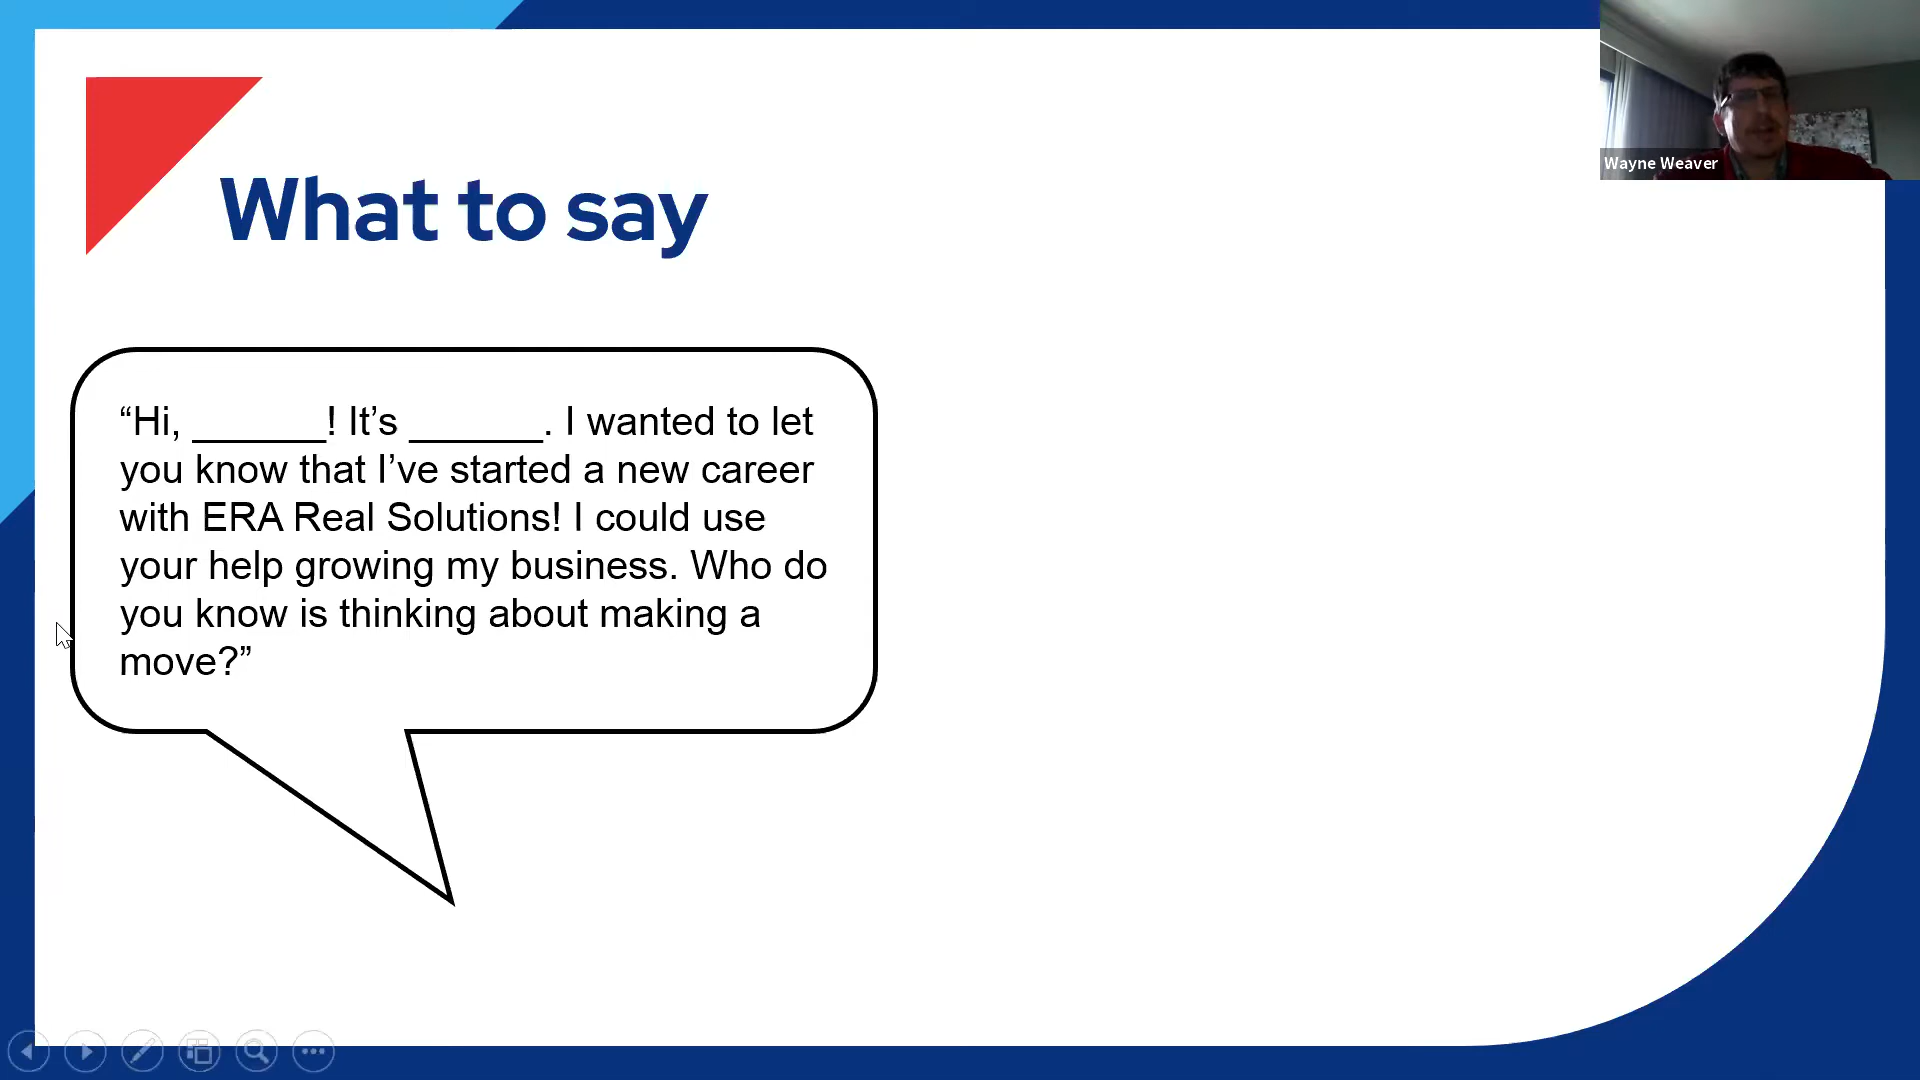 Wayne Weaver
What to say
“Hi, ______! It’s ______. I wanted to let
you know that I’ve started a new career
with ERA Real Solutions! I could use
your help growing my business. Who do
you know is thinking about making a
move?”